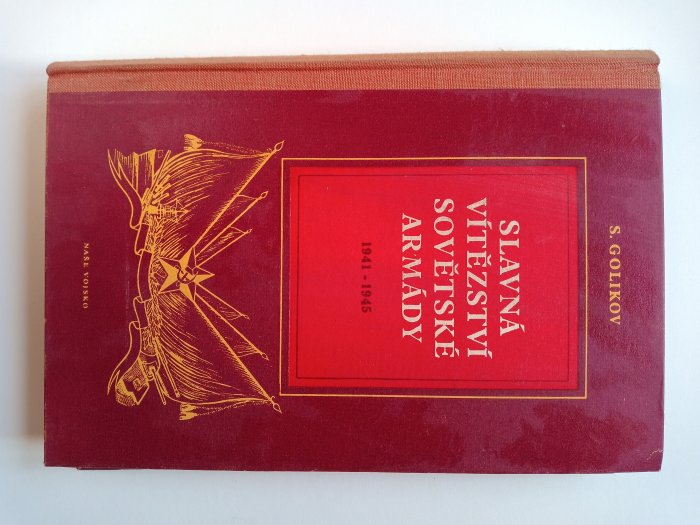 S. GOLIKOV
SLAVNÁ
VÍTĚZSTVÍ
SOVĚTSKÉ
ARMÁDY
1941 - 1945
NAŠE VOJSKO